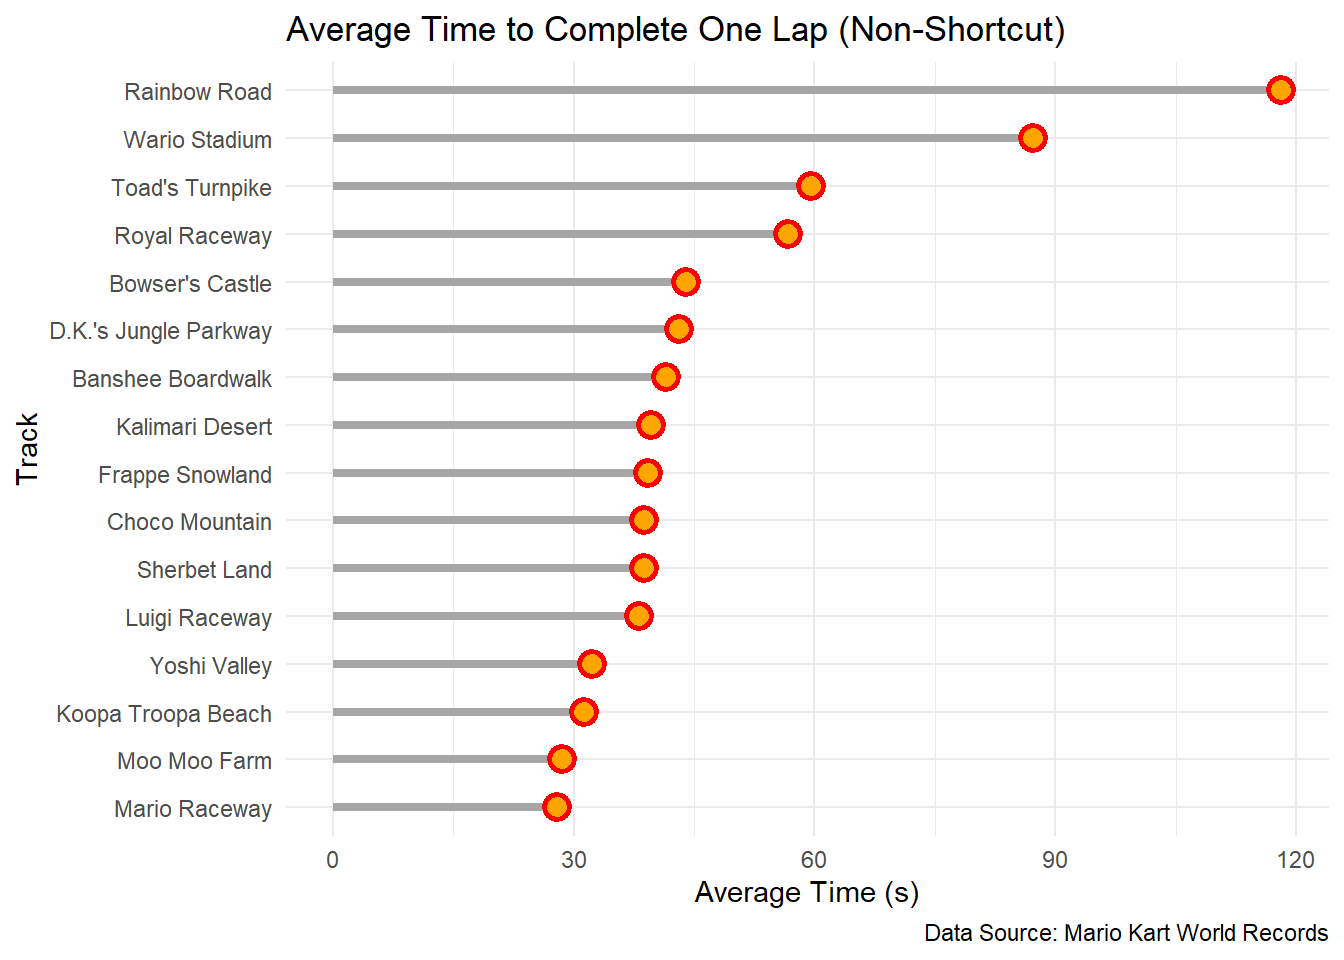 Average Time to Complete One Lap (Non-Shortcut)
Rainbow Road
Wario Stadium
Toad's Turnpike
Royal Raceway
Bowser's Castle
D.K.'s Jungle Parkway
Banshee Boardwalk
Kalimari Desert
Frappe Snowland
Choco Mountain
Sherbet Land
Luigi Raceway
Yoshi Valley
Koopa Troopa Beach
Moo Moo Farm
Mario Raceway
Track
0 30 60 90 120
Average Time (s)
Data Source: Mario Kart World Records